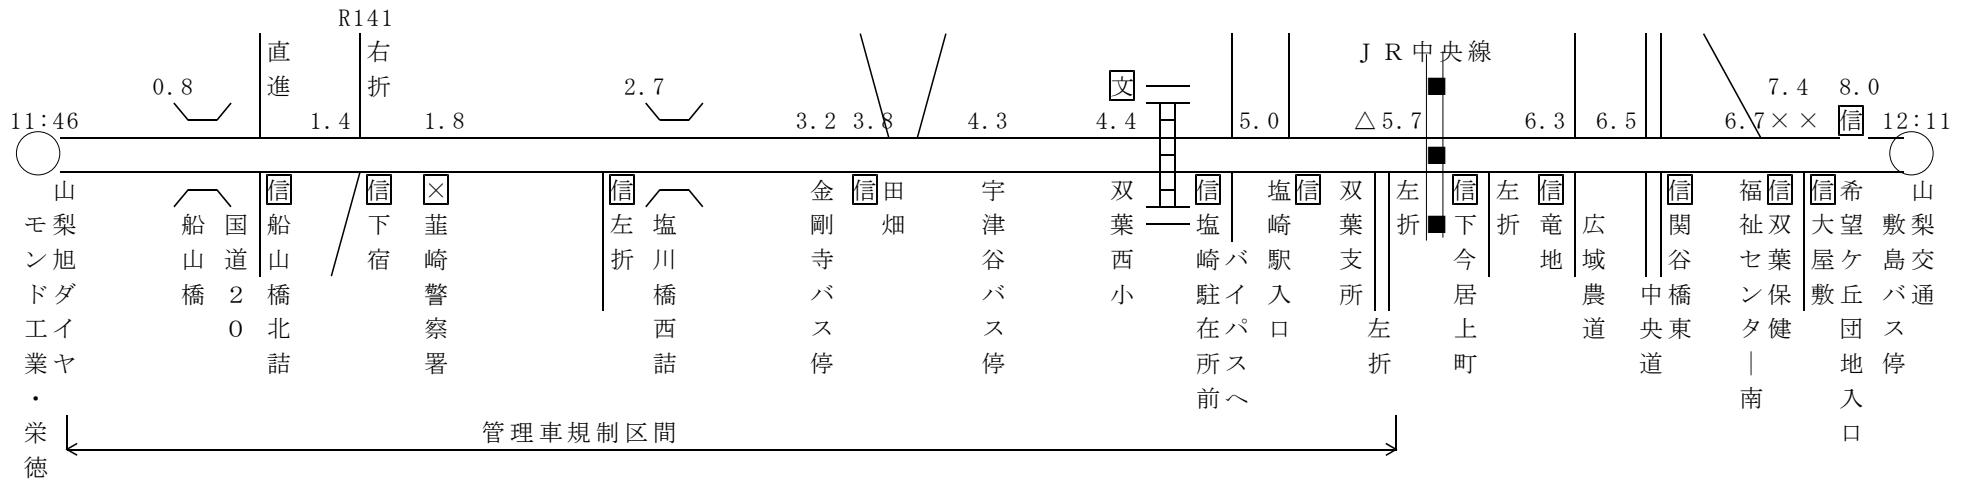 R141
直進
右折
ＪＲ中央線
0.8
2.7
文
7.4
8.0
11:46
1.4
1.8
3.2
3.8
4.3
4.4
5.0
△5.7
6.3
6.5
6.7
××
信
12:11
山梨旭ダイヤ
モンド工業・栄徳
船山橋
国道２０
信船山橋北詰
信下宿
×韮崎警察署
信左折
塩川橋西詰
金剛寺バス停
信
田畑
宇津谷バス停
双葉西小
信塩崎駐在所前
バイパスへ
塩崎駅入口
信
双葉支所
左折
左折
信下今居上町
左折
信竜地
広域農道
中央道
信関谷橋東
福祉センター南
信双葉保健
信大屋敷
希望ケ丘団地入口
山梨交通
敷島バス停
管理車規制区間